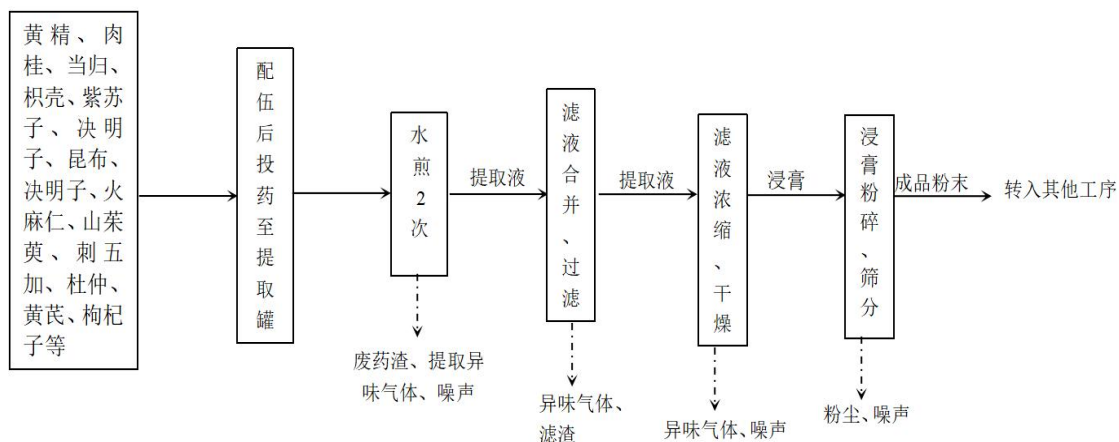 黄精、肉
桂、当归、
枳壳、紫苏
子、决明
子、昆布、
决明子、火
麻仁、山茱
萸、刺五
加、杜仲、
黄芪、枸杞
子等
配伍后投药至提取罐
水煎2次
废药渣、提取异
味气体、噪声
提取液
滤液合并、过滤
异味气体、
滤渣
提取液
滤液浓缩、干燥
异味气体、噪声
浸膏
浸膏粉碎、筛分
粉尘、噪声
成品粉末
转入其他工序